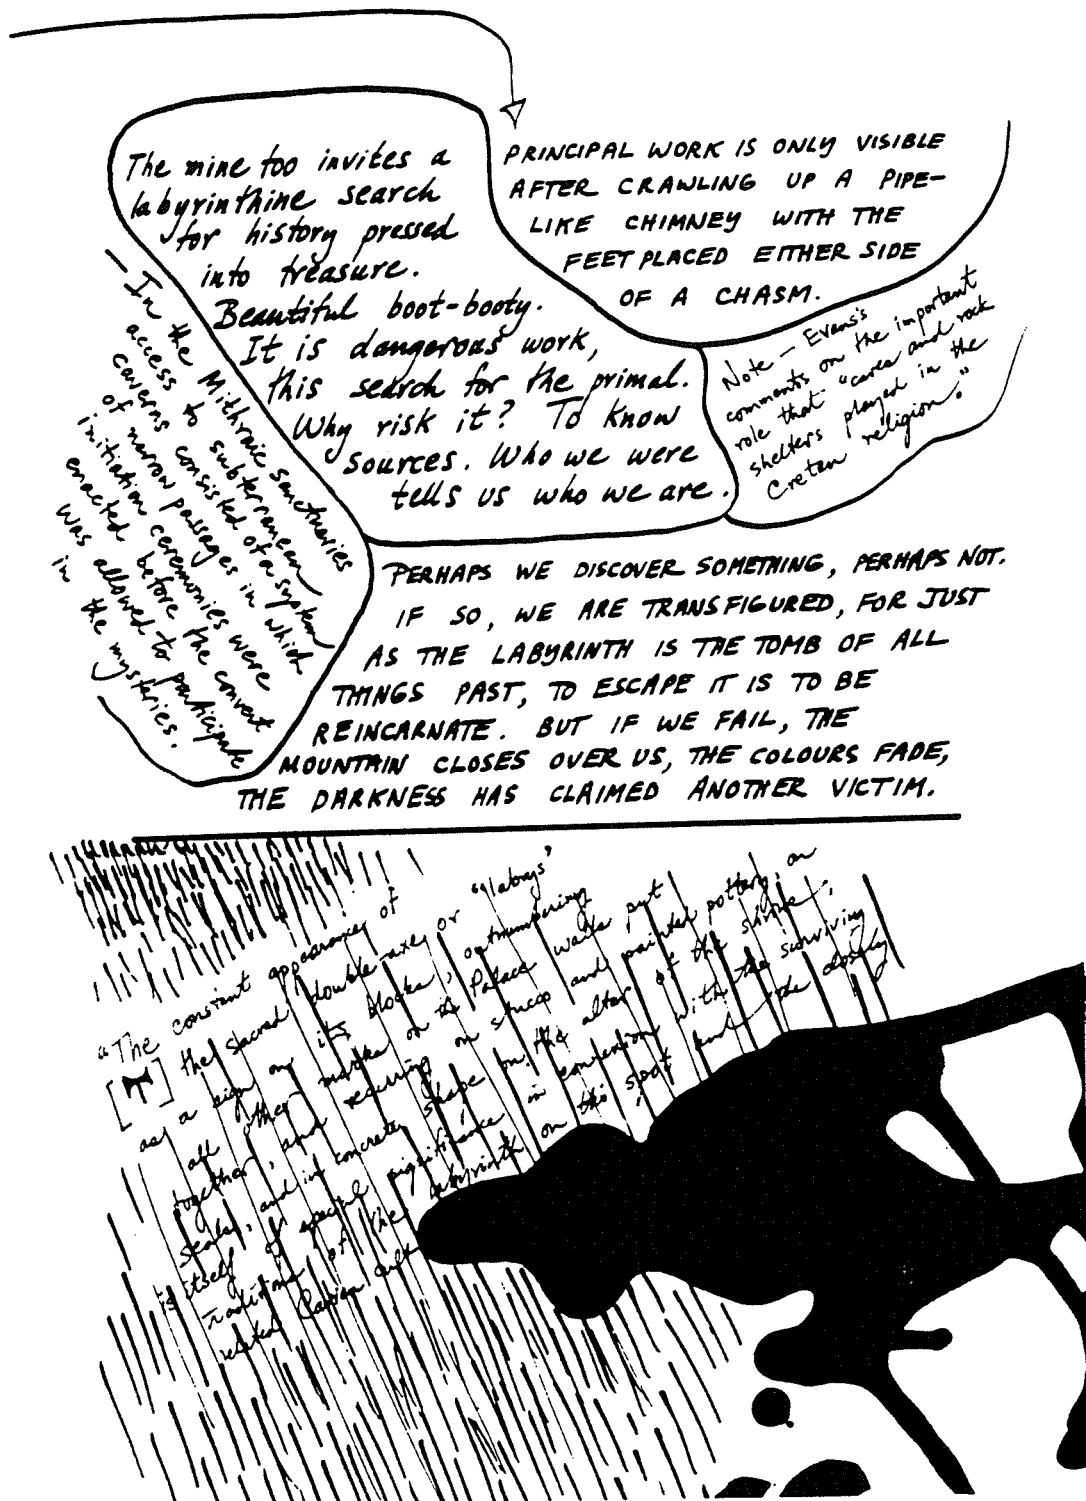 The mine too invites a
labyrinthine search
for history pressed
into treasure.
Beautiful boot-booty.
It is dangerous work,
this search for the primal.
Why risk it? To know
sources. Who we were
tells us who we are.
PRINCIPAL WORK IS ONLY VISIBLE
AFTER CRAWLING UP A PIPE-
LIKE CHIMNEY WITH THE
FEET PLACED EITHER SIDE
OF A CHASM.
Note — Evans's
comments on the important
role that "caves and rock
shelters played in the
Cretan religion."
— In the Mithraic sanctuaries
access to subterranean
caverns consisted of a system
of narrow passages in which
initiation ceremonies were
enacted before the convert
was allowed to participate
in the mysteries.
PERHAPS WE DISCOVER SOMETHING, PERHAPS NOT.
IF SO, WE ARE TRANSFIGURED, FOR JUST
AS THE LABYRINTH IS THE TOMB OF ALL
THINGS PAST, TO ESCAPE IT IS TO BE
REINCARNATE. BUT IF WE FAIL, THE
MOUNTAIN CLOSES OVER US, THE COLOURS FADE,
THE DARKNESS HAS CLAIMED ANOTHER VICTIM.
"The constant appearance of
the sacred double axe or "labrys"
as a sign on its blocks, outnumbering
all other marks on the Palace walls put
together, and recurring on stucco and painted pottery, on
seals, and in concrete shape on the altar of the shrine,
is itself of special significance in connexion with the surviving
traditions of the labyrinth on this spot and the closely
related Carian cult